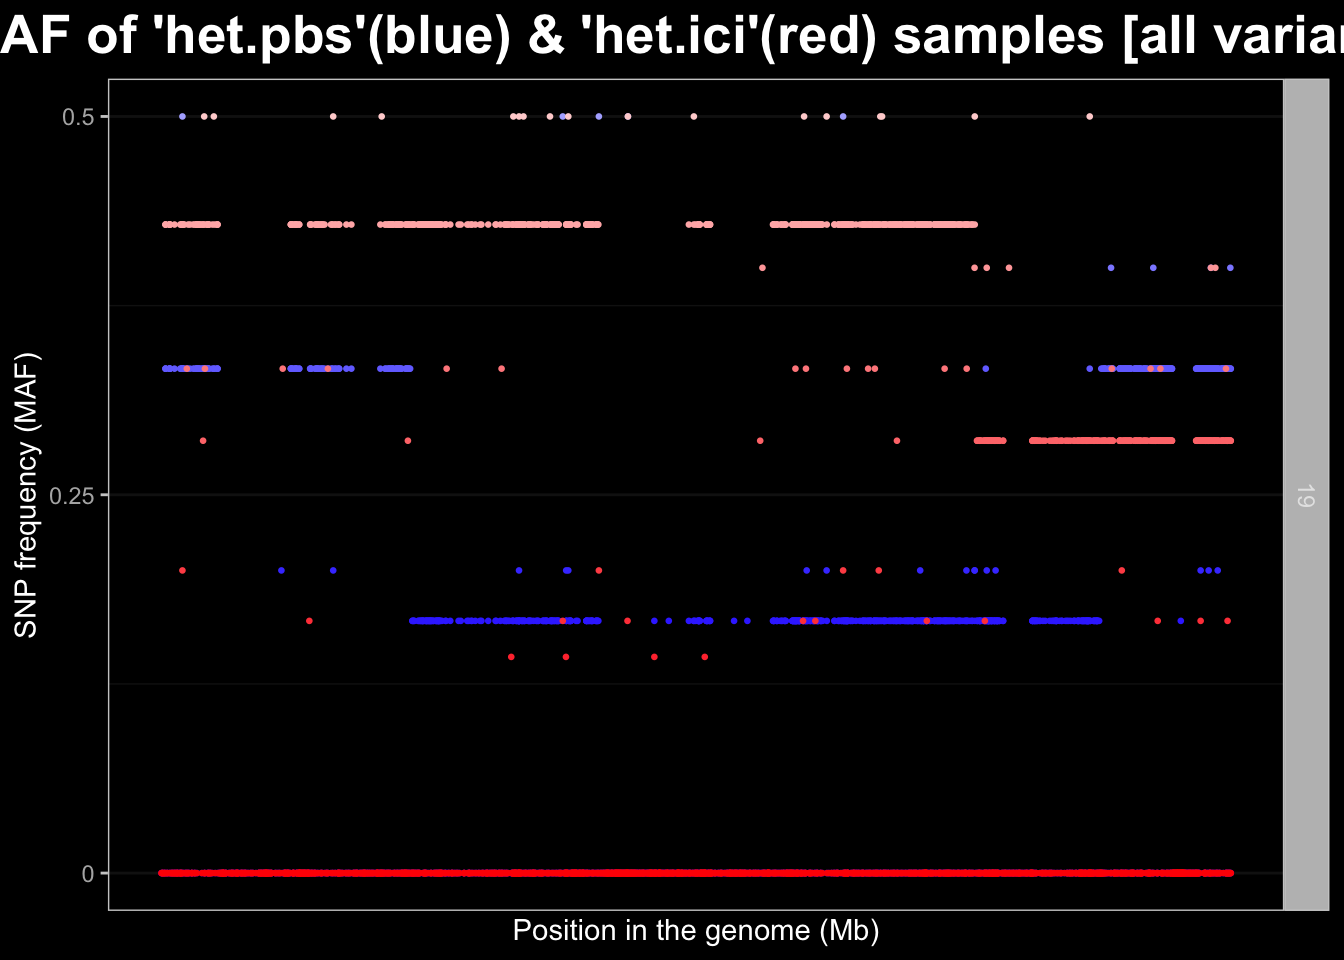 AF of 'het.pbs'(blue) & 'het.ici'(red) samples [all varia
0.5
0.25
0
SNP frequency (MAF)
19
Position in the genome (Mb)